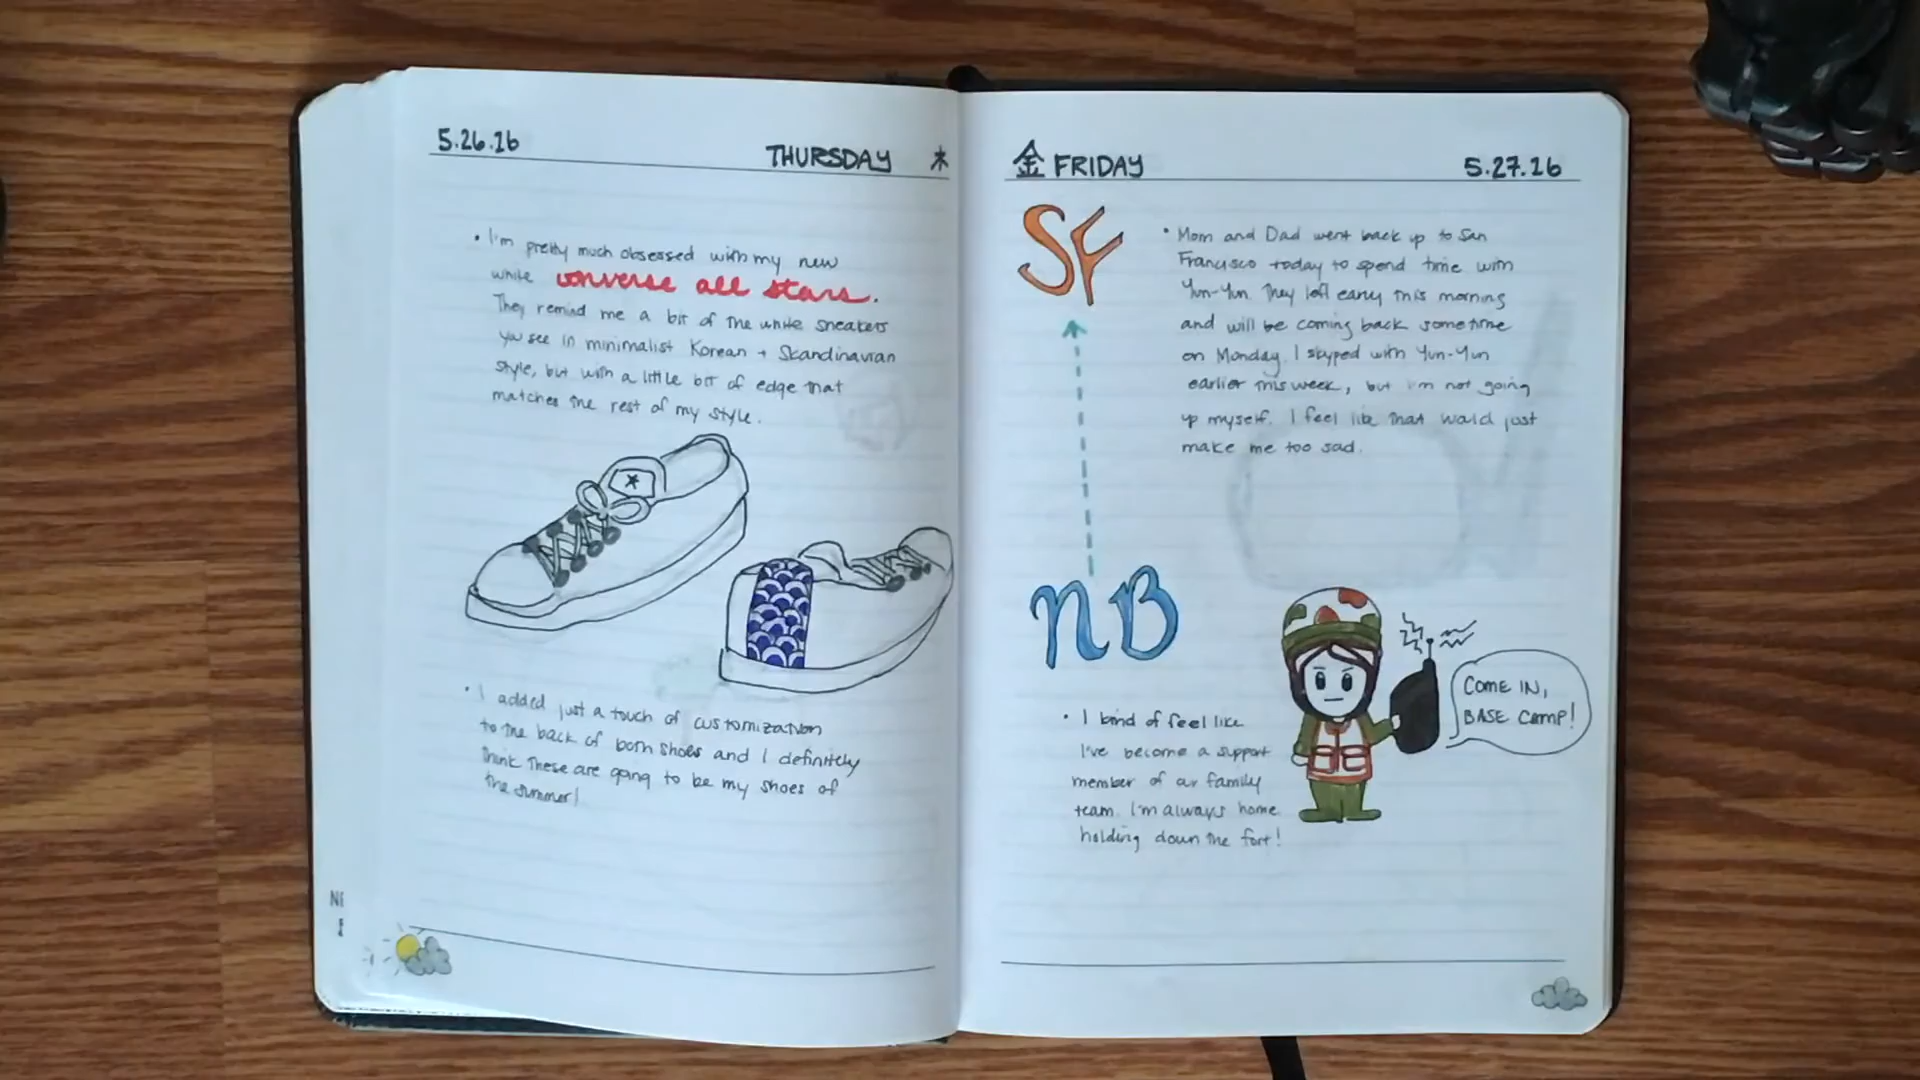 5.26.16
THURSDAY 木
• I'm pretty much obsessed with my new
white converse all stars.
They remind me a bit of the white sneakers
you see in minimalist Korean + Skandinavian
style, but with a little bit of edge that
matches the rest of my style.
• I added just a touch of customization
to the back of both shoes and I definitely
think these are going to be my shoes of
the summer!
NE
金 FRIDAY
5.27.16
SF
• Mom and Dad went back up to San
Francisco today to spend time with
Yun-Yun. They left early this morning
and will be coming back sometime
on Monday. I skyped with Yun-Yun
earlier this week, but i'm not going
up myself. I feel like that would just
make me too sad.
NB
• I kind of feel like
I've become a support
member of our family
team. I'm always home
holding down the fort!
COME IN,
BASE CAMP!